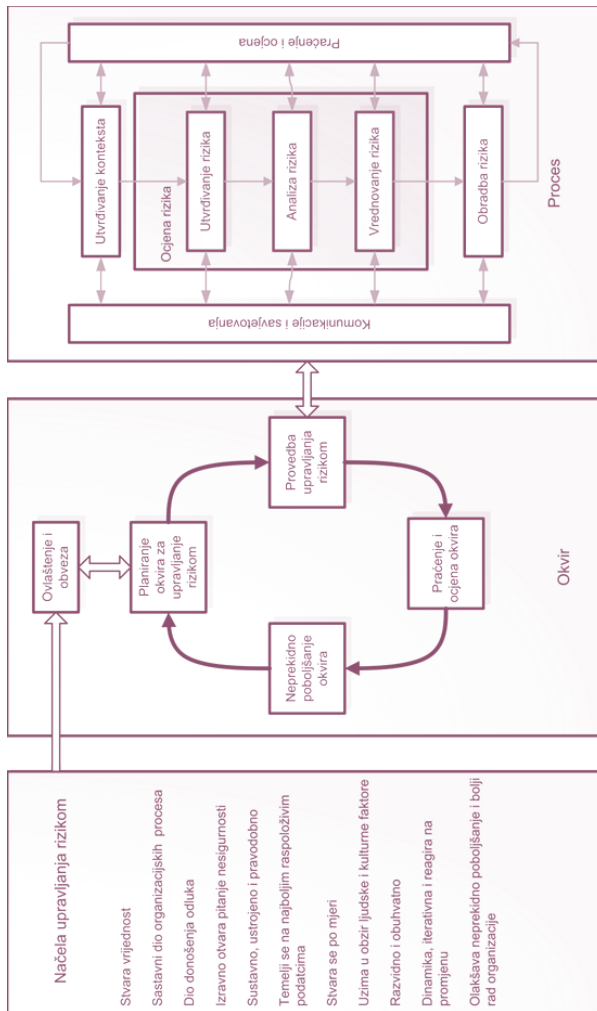 Načela upravljanja rizikom
Stvara vrijednost
Sastavni dio organizacijskih procesa
Dio donošenja odluka
Izravno otvara pitanje nesigurnosti
Sustavno, ustrojeno i pravodobno
Temelji se na najboljim raspoloživim
podatcima
Stvara se po mjeri
Uzima u obzir ljudske i kulturne faktore
Razvidno i obuhvatno
Dinamika, iterativna i reagira na
promjenu
Olakšava neprekidno poboljšanje i bolji
rad organizacije
Ovlaštenje i
obveza
Planiranje
okvira za
upravljanje
rizikom
Provedba
upravljanja
rizikom
Neprekidno
poboljšanje
okvira
Praćenje i
ocjena okvira
Okvir
Komunikacije i savjetovanja
Utvrđivanje konteksta
Ocjena rizika
Utvrđivanje rizika
Analiza rizika
Vrednovanje rizika
Obradba rizika
Praćenje i ocjena
Proces